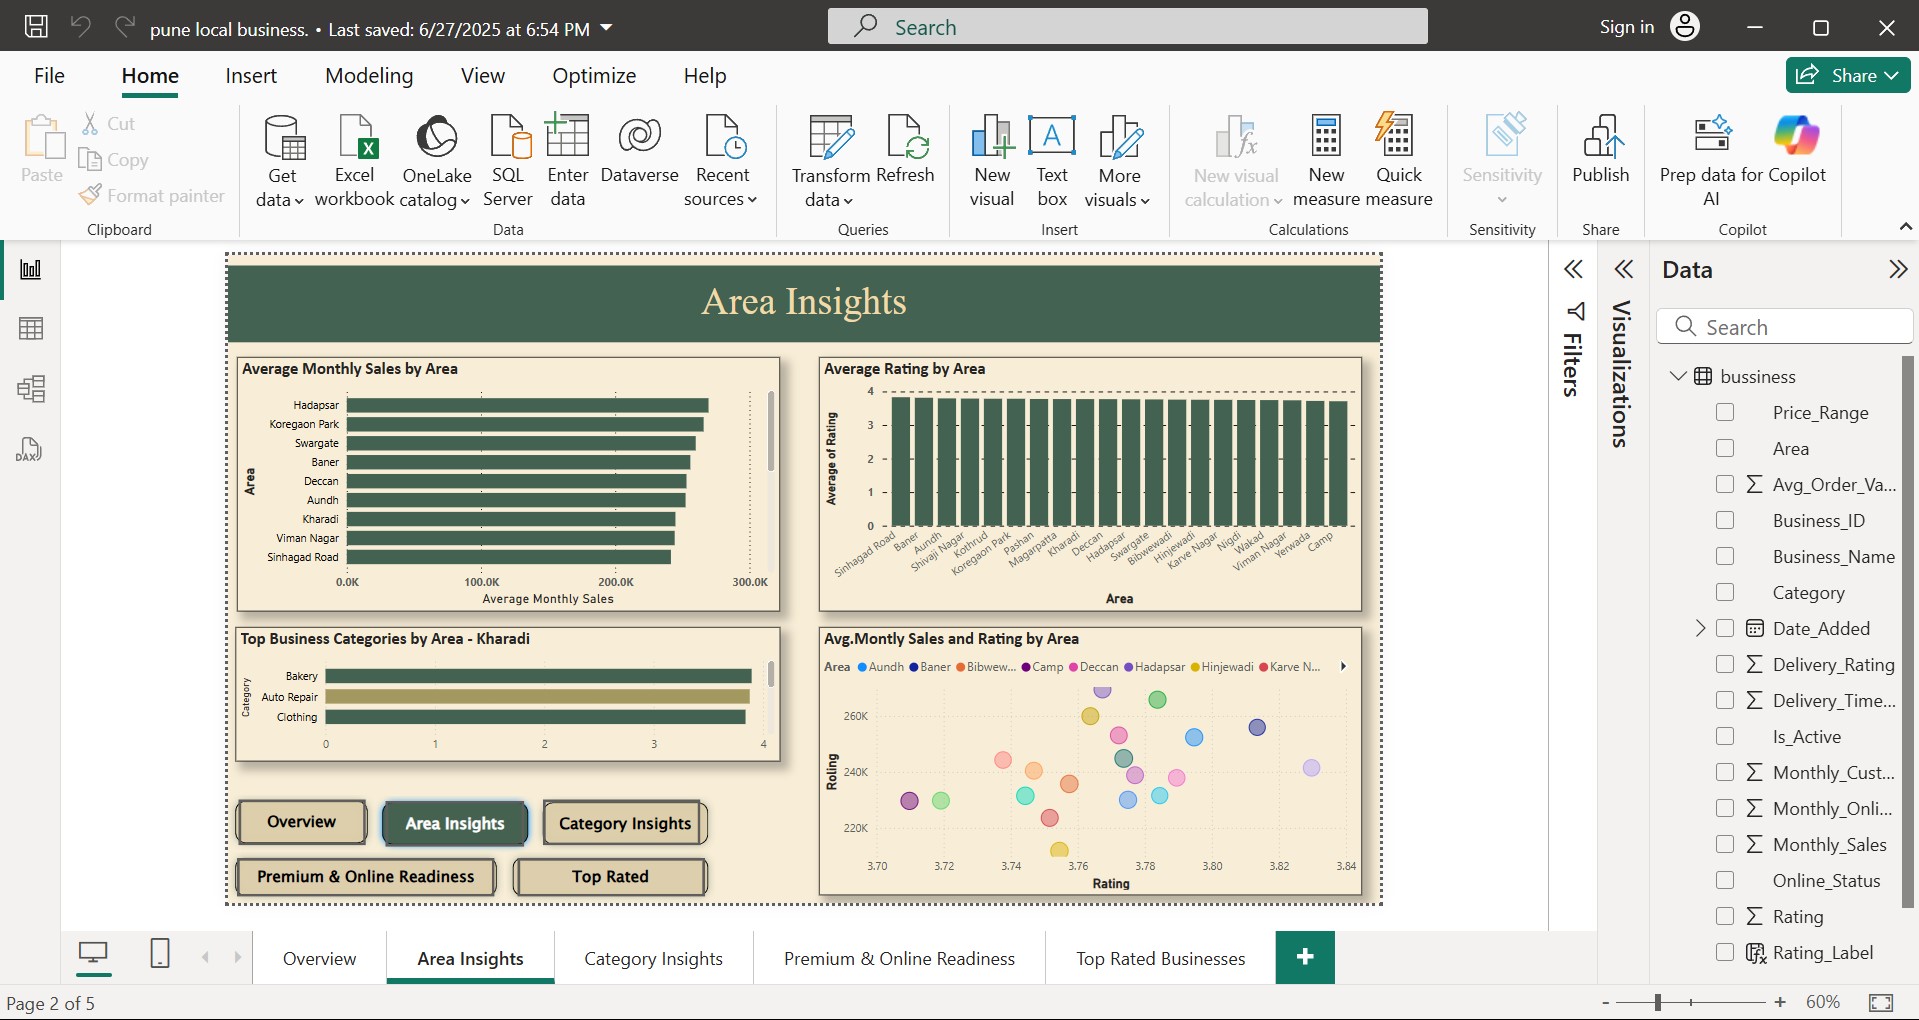 pune local business. • Last saved: 6/27/2025 at 6:54 PM
Search
Sign in
File
Home
Insert
Modeling
View
Optimize
Help
Share
Paste
Cut
Copy
Format painter
Clipboard
Get data
Excel workbook
OneLake catalog
SQL Server
Enter data
Dataverse
Recent sources
Data
Transform data
Refresh
Queries
New visual
Text box
More visuals
Insert
New visual calculation
New measure
Quick measure
Calculations
Sensitivity
Sensitivity
Publish
Share
Prep data for AI
Copilot
Copilot
DAX
Area Insights
Average Monthly Sales by Area
Area
Hadapsar
Koregaon Park
Swargate
Baner
Deccan
Aundh
Kharadi
Viman Nagar
Sinhagad Road
0.0K 100.0K 200.0K 300.0K
Average Monthly Sales
Average Rating by Area
Average of Rating
4
3
2
1
0
Sinhagad Road
Baner
Aundh
Shivaji Nagar
Kothrud
Koregaon Park
Pashan
Magarpatta
Kharadi
Deccan
Hadapsar
Swargate
Bibwewadi
Hinjewadi
Karve Nagar
Nigdi
Wakad
Viman Nagar
Yerwada
Camp
Area
Top Business Categories by Area - Kharadi
Category
Bakery
Auto Repair
Clothing
0 1 2 3 4
Avg.Montly Sales and Rating by Area
Area Aundh Baner Bibwew... Camp Deccan Hadapsar Hinjewadi Karve N...
Roling
260K
240K
220K
3.70 3.72 3.74 3.76 3.78 3.80 3.82 3.84
Rating
Overview
Area Insights
Category Insights
Premium & Online Readiness
Top Rated
Filters
Visualizations
Data
Search
bussiness
Price_Range
Area
Avg_Order_Va...
Business_ID
Business_Name
Category
Date_Added
Delivery_Rating
Delivery_Time...
Is_Active
Monthly_Cust...
Monthly_Onli...
Monthly_Sales
Online_Status
Rating
Rating_Label
Overview
Area Insights
Category Insights
Premium & Online Readiness
Top Rated Businesses
Page 2 of 5
60%